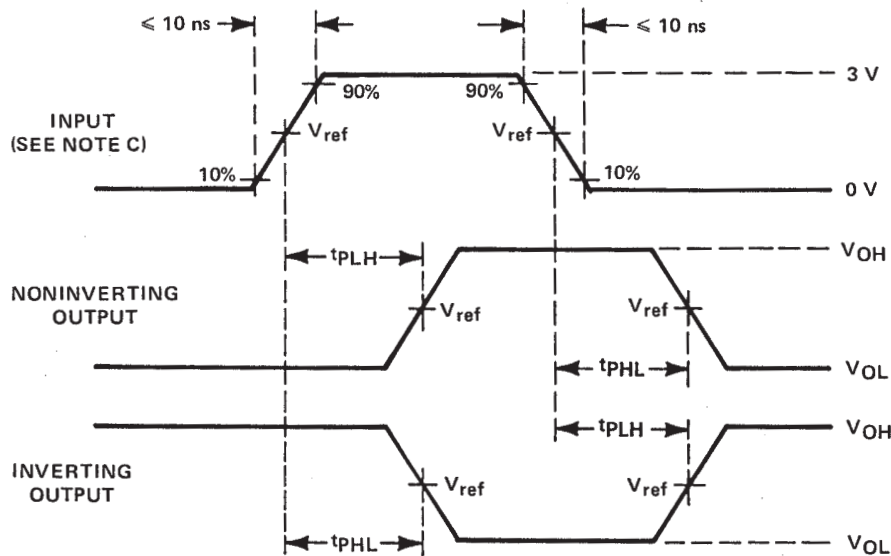 ≤ 10 ns
≤ 10 ns
3 V
90%
90%
INPUT
(SEE NOTE C)
Vref
Vref
10%
10%
0 V
tPLH
VOH
NONINVERTING
OUTPUT
Vref
Vref
tPHL
VOL
tPLH
VOH
INVERTING
OUTPUT
Vref
Vref
tPHL
VOL